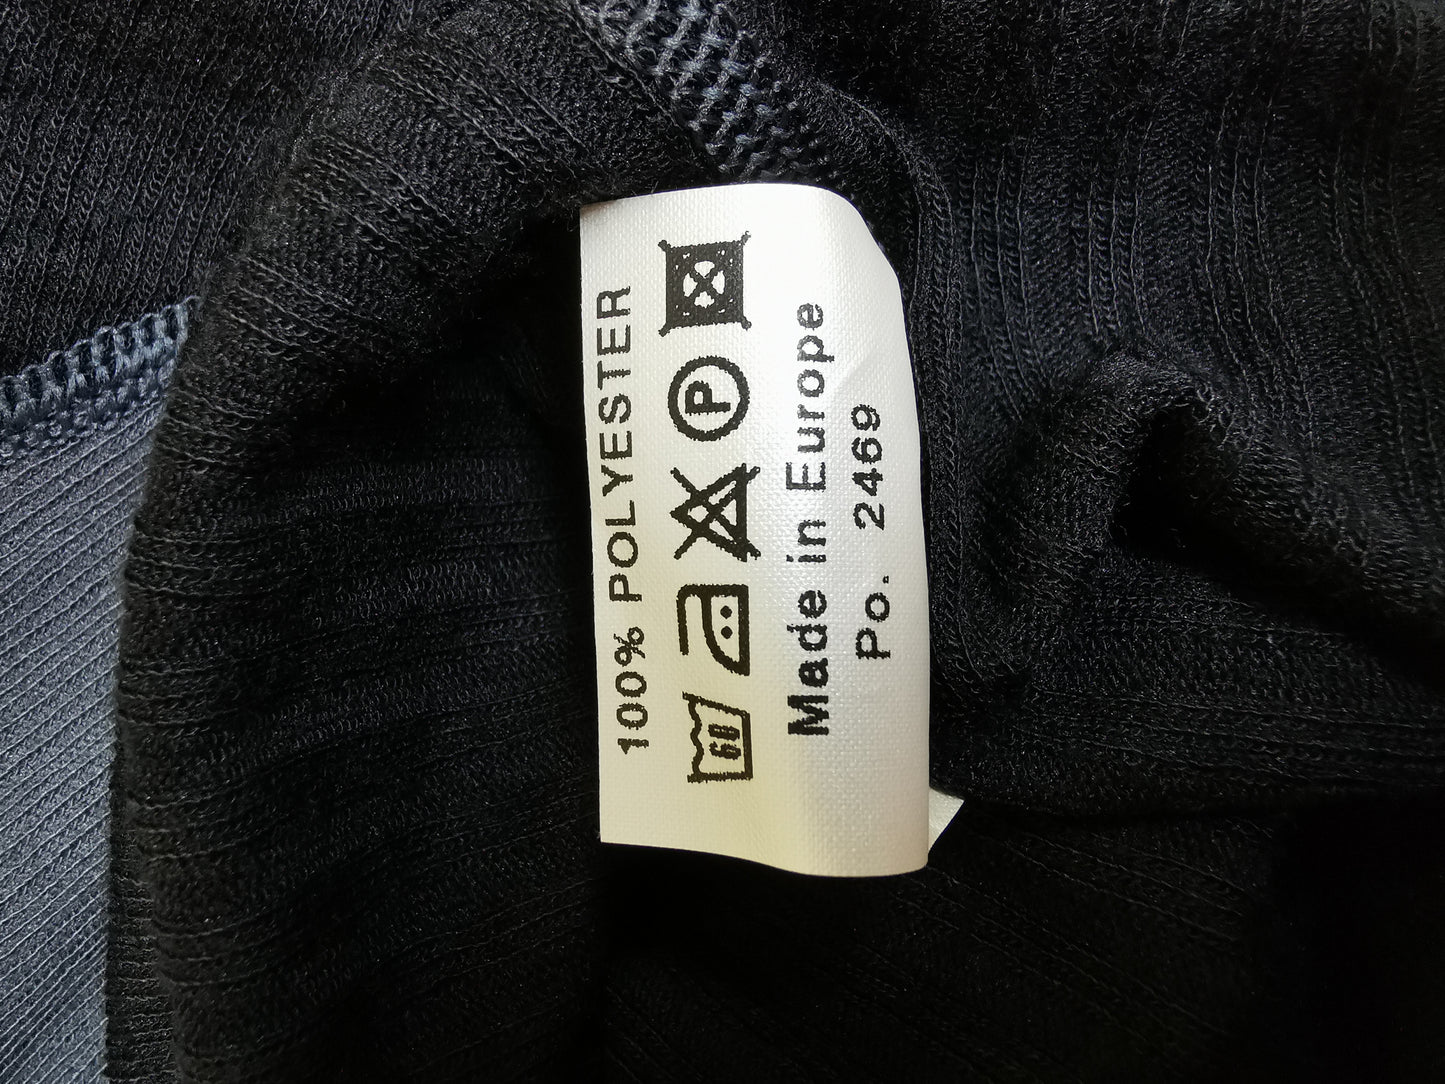 100% POLYESTER
60 P
Made in Europe
Po. 2469